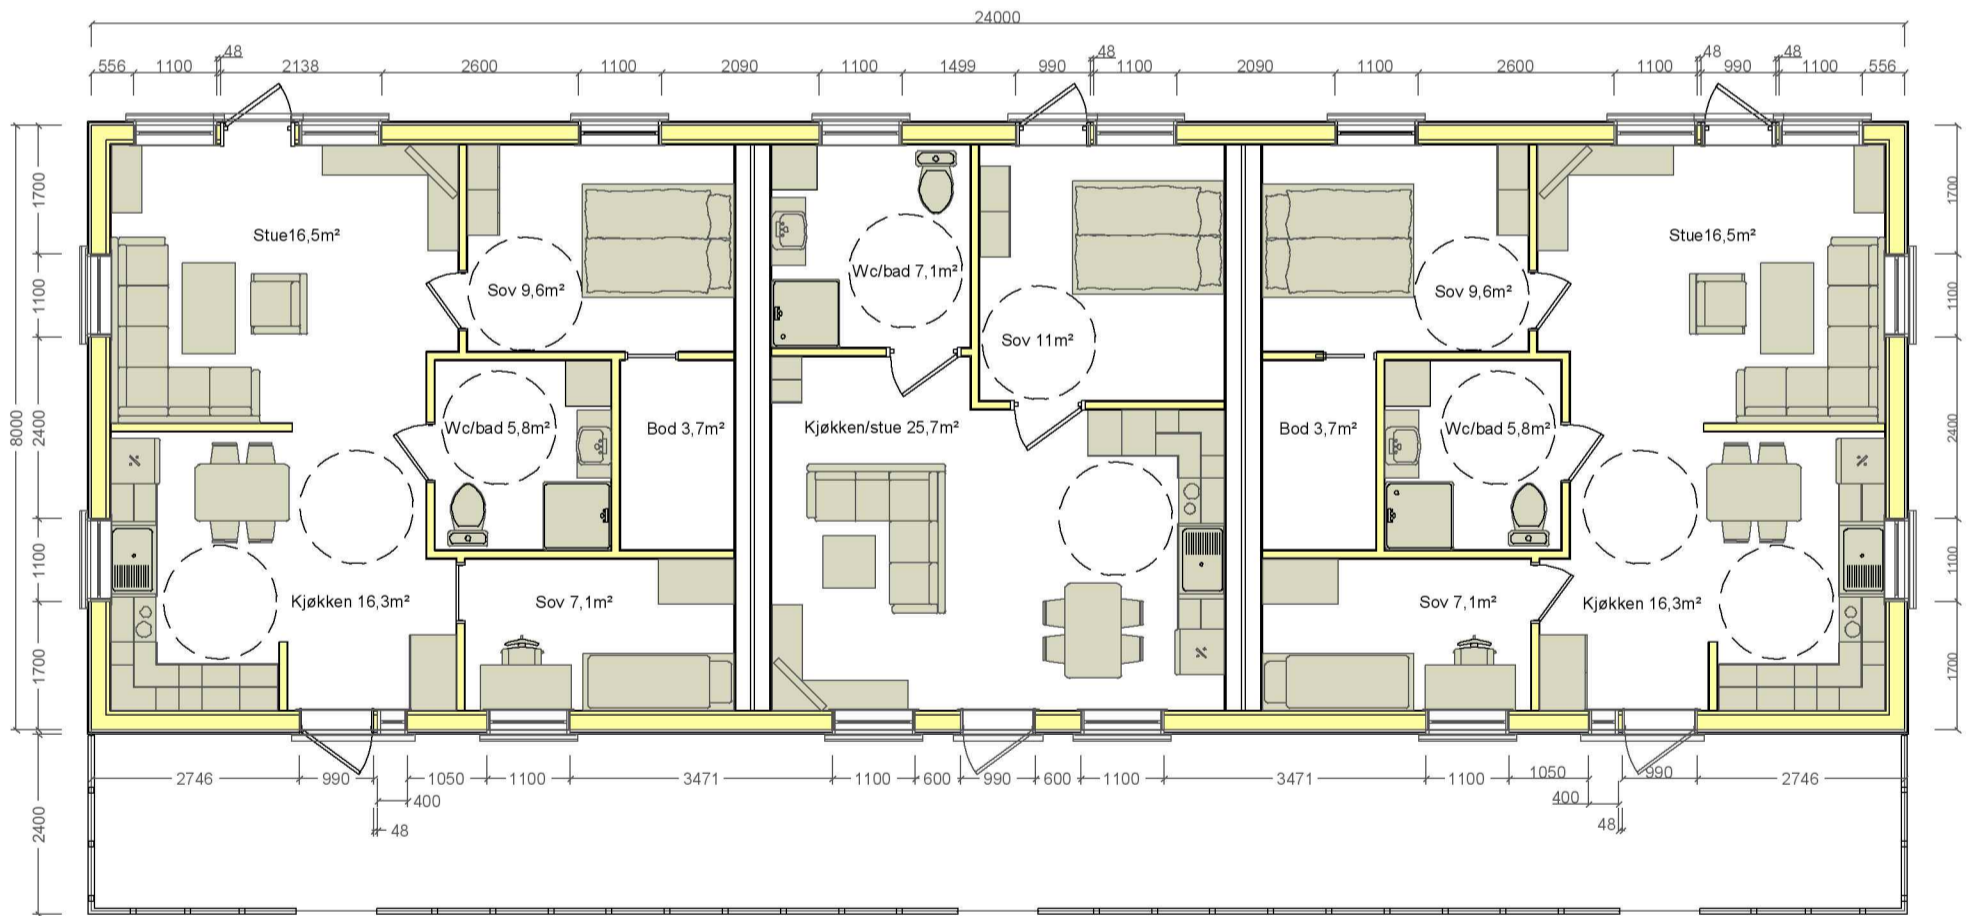 24000
48 48 48 48
556 1100 2138 2600 1100 2090 1100 1499 990 1100 2090 1100 2600 1100 990 1100 556
8000
1700
1100
2400
1100
1700
2400
Stue16,5m²
Sov 9,6m²
Wc/bad 7,1m²
Sov 11m²
Sov 9,6m²
Stue16,5m²
Wc/bad 5,8m²
Bod 3,7m²
Kjøkken/stue 25,7m²
Bod 3,7m²
Wc/bad 5,8m²
Kjøkken 16,3m²
Sov 7,1m²
Sov 7,1m²
Kjøkken 16,3m²
1700
1100
2400
1100
1700
2746 990 1050 1100 3471 1100 600 990 600 1100 3471 1100 1050 990 2746
400 400
48 48